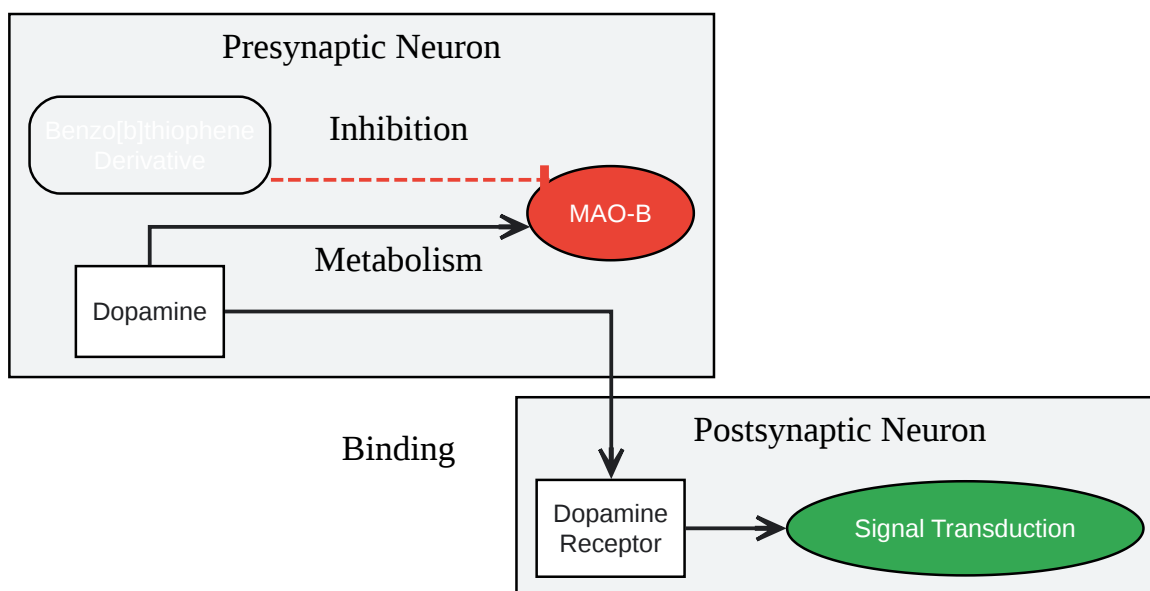 Presynaptic Neuron
Benzo[b]thiophene
Derivative
Inhibition
MAO-B
Metabolism
Dopamine
Binding
Postsynaptic Neuron
Dopamine
Receptor
Signal Transduction